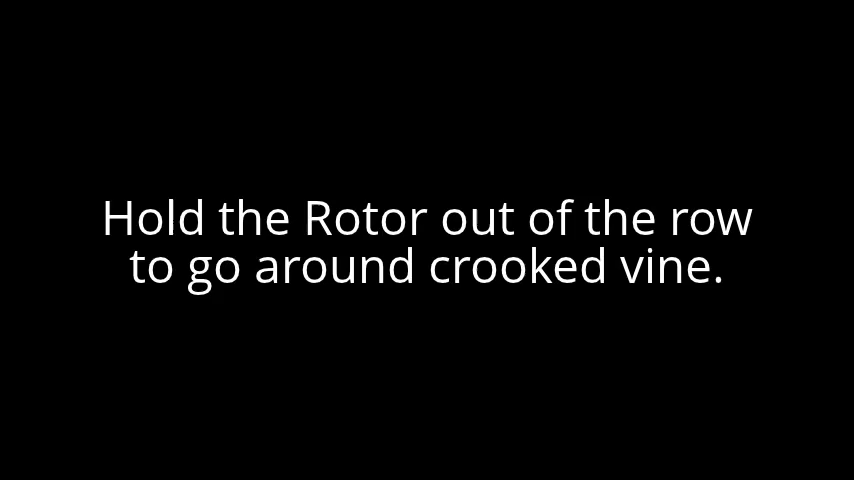 Hold the Rotor out of the row
to go around crooked vine.